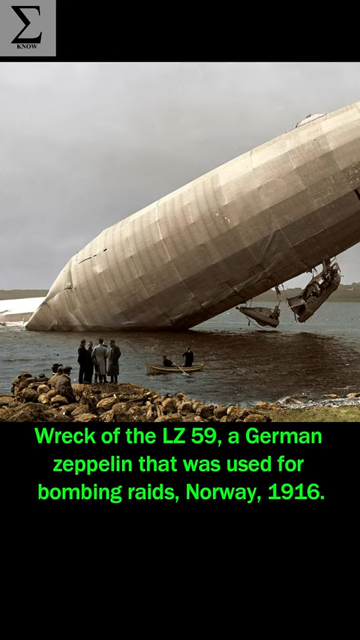 Σ
KNOW
Wreck of the LZ 59, a German
zeppelin that was used for
bombing raids, Norway, 1916.